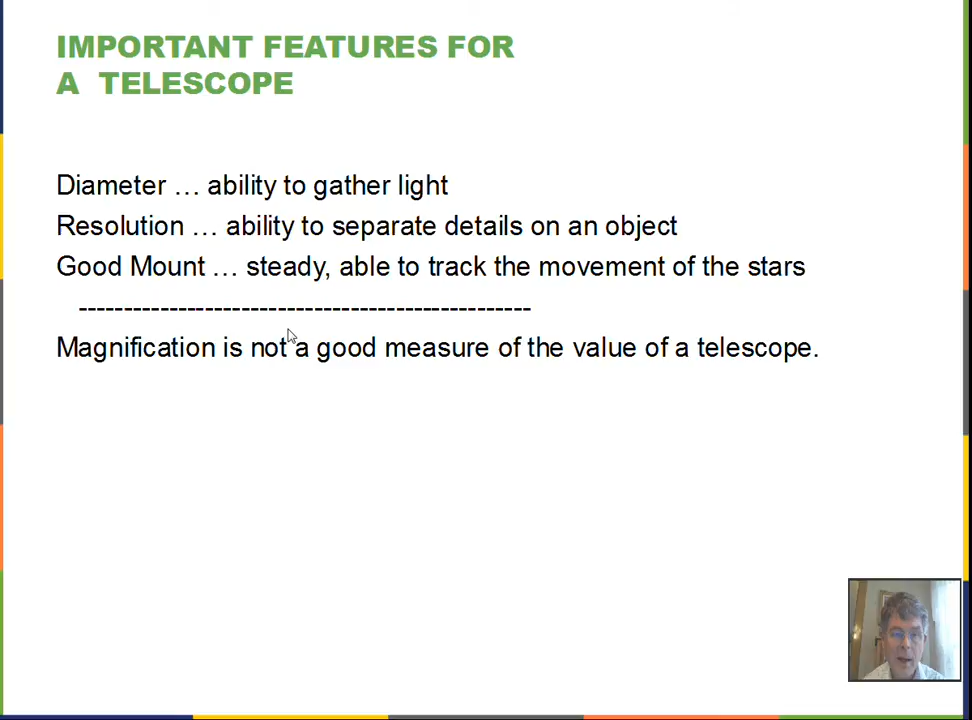 IMPORTANT FEATURES FOR
A TELESCOPE
Diameter … ability to gather light
Resolution … ability to separate details on an object
Good Mount … steady, able to track the movement of the stars
--------------------------------------------------
Magnification is not a good measure of the value of a telescope.